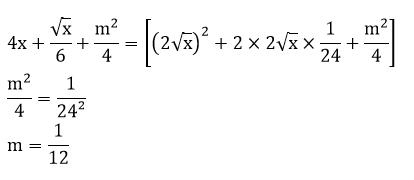 4x + √x/6 + m²/4 = [(2√x)² + 2 × 2√x × 1/24 + m²/4]
m²/4 = 1/24²
m = 1/12